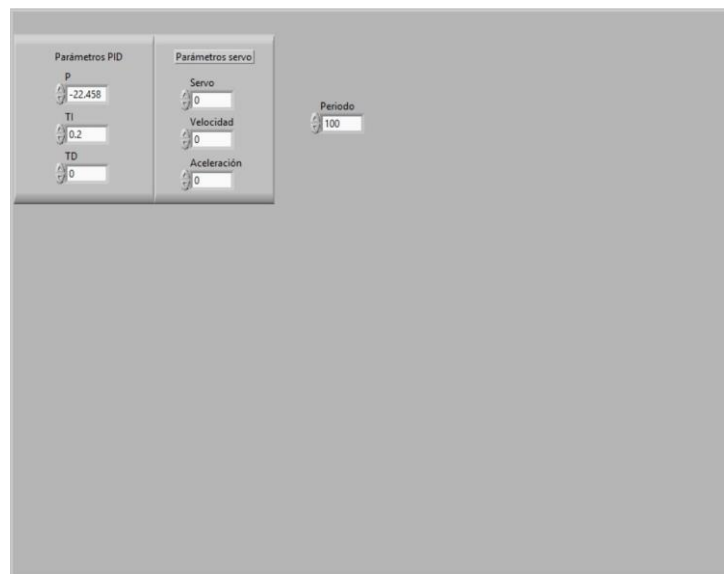 Parámetros PID
P
-22.458
TI
0.2
TD
0
Parámetros servo
Servo
0
Velocidad
0
Aceleración
0
Periodo
100